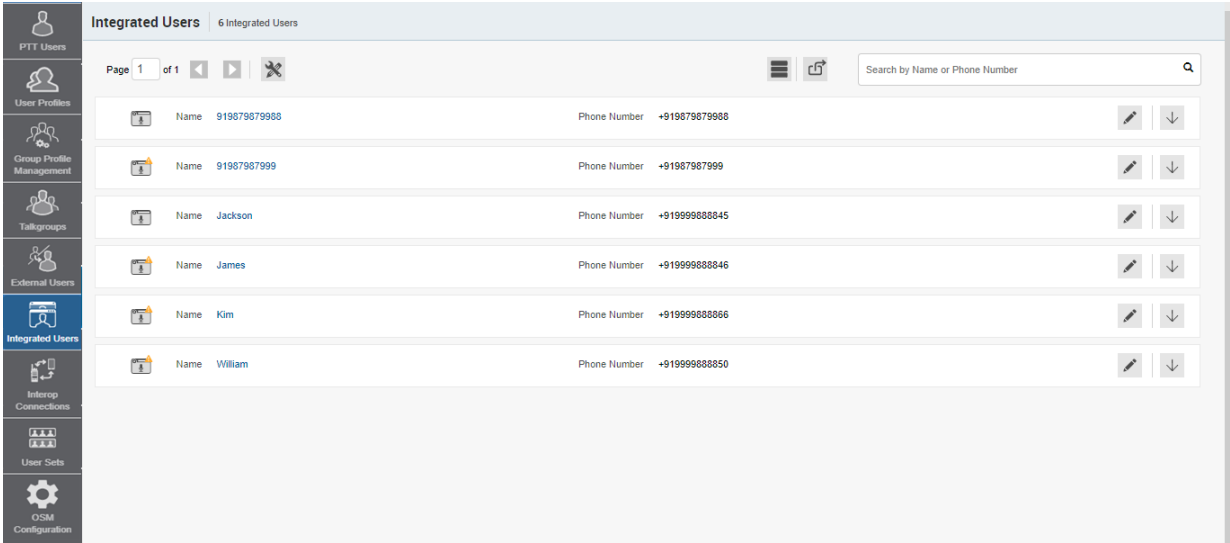 PTT Users
User Profiles
Group Profile
Management
Talkgroups
External Users
Integrated Users
Interop
Connections
User Sets
OSM
Configuration
Integrated Users 6 Integrated Users
Page 1 of 1 Search by Name or Phone Number
Name 919879879988 Phone Number +919879879988
Name 91987987999 Phone Number +91987987999
Name Jackson Phone Number +919999888845
Name James Phone Number +919999888846
Name Kim Phone Number +919999888866
Name William Phone Number +919999888850